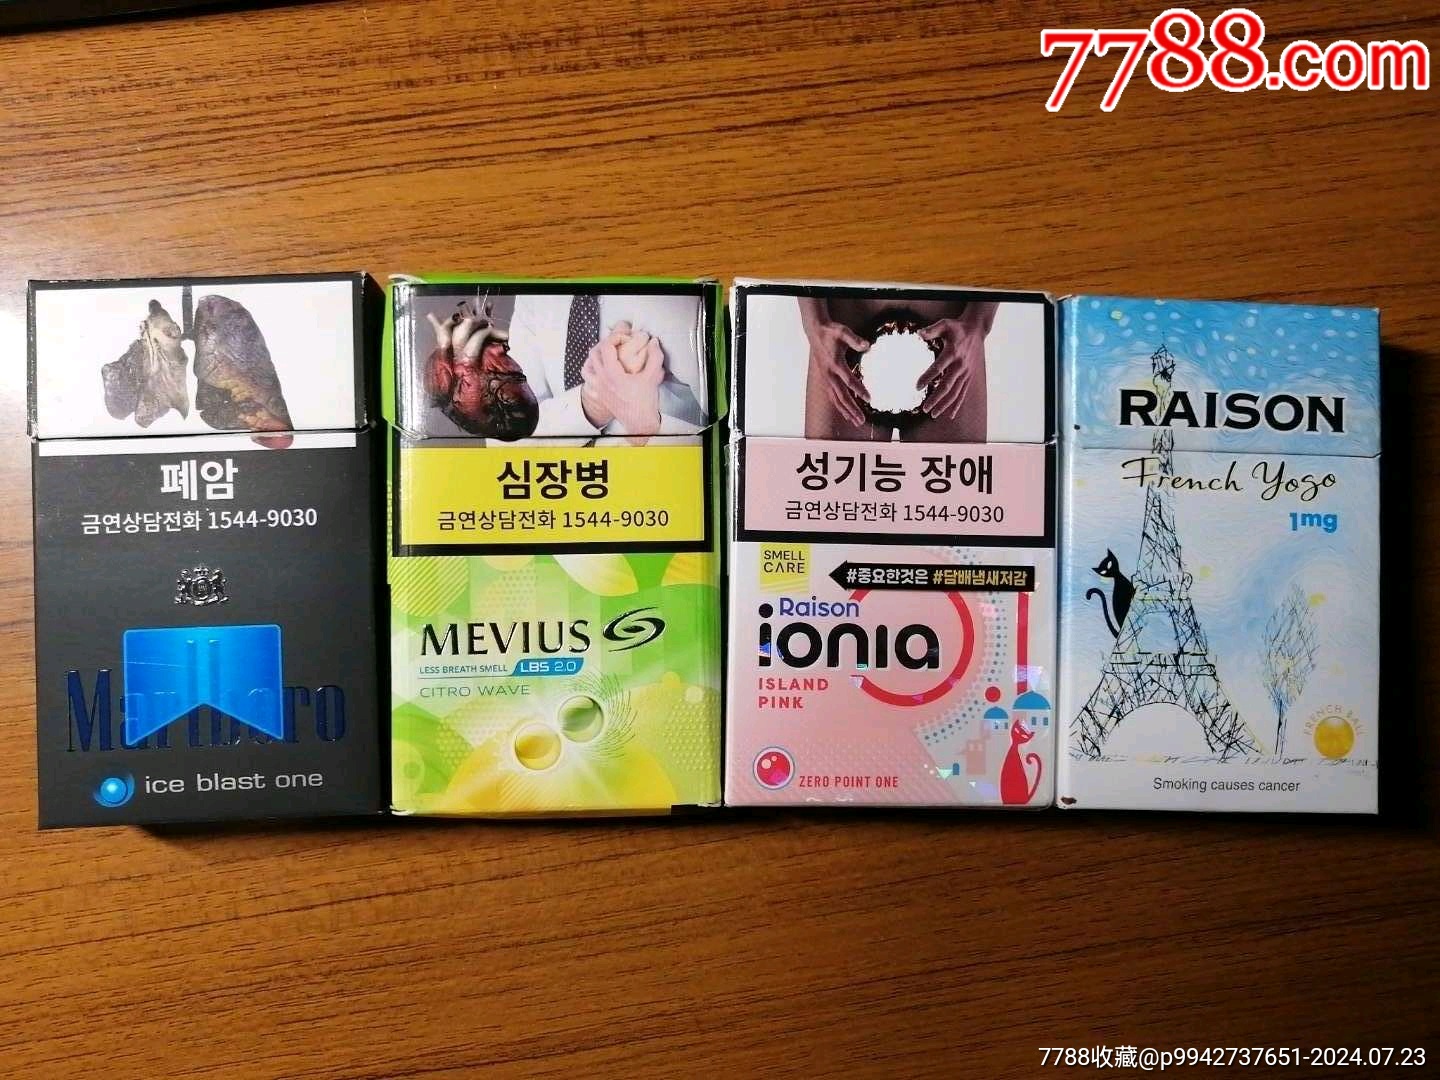 7788.com
폐암
금연상담전화 1544-9030
Marlboro
ice blast one
심장병
금연상담전화 1544-9030
MEVIUS
LESS BREATH SMELL LBS 2.0
CITRO WAVE
성기능 장애
금연상담전화 1544-9030
SMELL
CARE
#중요한것은 #담배냄새저감
Raison
ionia
ISLAND
PINK
ZERO POINT ONE
RAISON
French Yogo
1mg
FRENCH BALL
Smoking causes cancer
7788收藏@p9942737651-2024.07.23